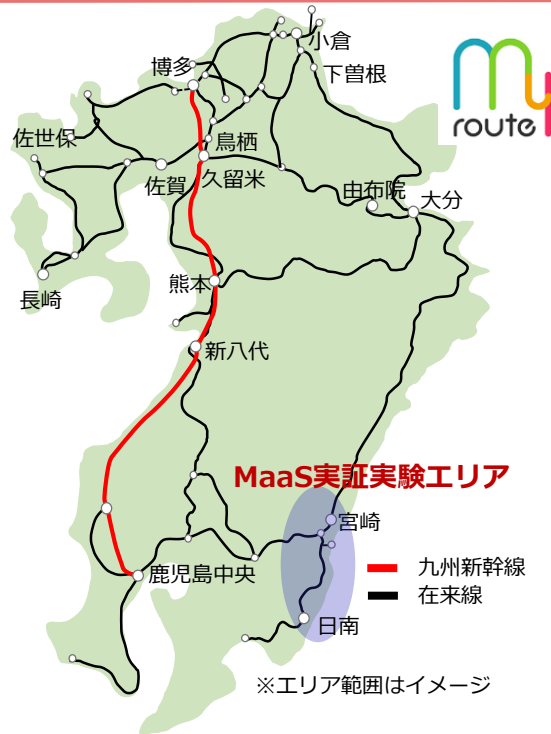 小倉
博多
下曽根
my
route
佐世保
鳥栖
佐賀
久留米
由布院
大分
長崎
熊本
新八代
MaaS実証実験エリア
宮崎
鹿児島中央
九州新幹線
在来線
日南
※エリア範囲はイメージ